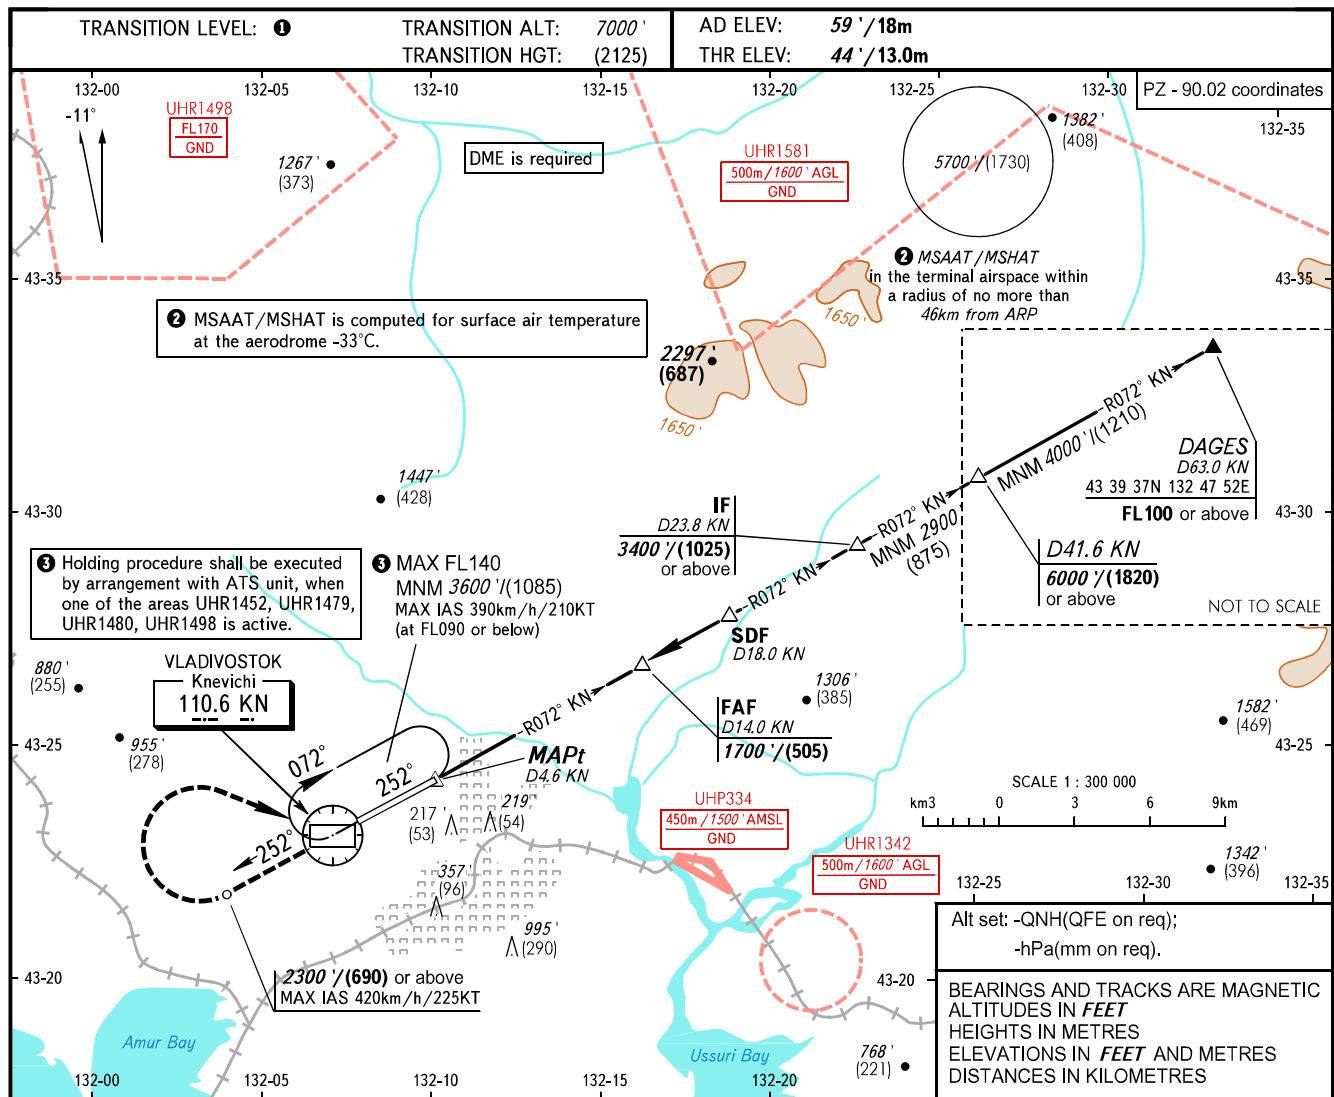 TRANSITION LEVEL: ❶
TRANSITION ALT: 7000 '
TRANSITION HGT: (2125)
AD ELEV: 59 '/18m
THR ELEV: 44 '/13.0m
132-00
132-05
132-10
132-15
132-20
132-25
132-30
PZ - 90.02 coordinates
132-35
-11°
UHR1498
FL170
GND
1267 '
(373)
DME is required
UHR1581
500m/1600 ' AGL
GND
5700 '/(1730)
1382 '
(408)
43-35
❷ MSAAT/MSHAT
in the terminal airspace within
a radius of no more than
46km from ARP
43-35
❷ MSAAT/MSHAT is computed for surface air temperature
at the aerodrome -33°C.
1650 '
2297 '
(687)
1650 '
R072° KN
MNM 4000 '/(1210)
DAGES
D63.0 KN
43 39 37N 132 47 52E
FL100 or above
1447 '
(428)
43-30
43-30
IF
D23.8 KN
3400 '/(1025)
or above
R072° KN
R072° KN
MNM 2900 '
(875)
D41.6 KN
6000 '/(1820)
or above
NOT TO SCALE
❸ Holding procedure shall be executed
by arrangement with ATS unit, when
one of the areas UHR1452, UHR1479,
UHR1480, UHR1498 is active.
❸ MAX FL140
MNM 3600 '/(1085)
MAX IAS 390km/h/210KT
(at FL090 or below)
R072° KN
SDF
D18.0 KN
880 '
(255)
VLADIVOSTOK
Knevichi
110.6 KN
1306 '
(385)
FAF
D14.0 KN
1700 '/(505)
R072° KN
1582 '
(469)
43-25
43-25
955 '
(278)
072°
252°
MAPt
D4.6 KN
SCALE 1 : 300 000
km3 0 3 6 9km
217 '
(53)
219 '
(54)
UHP334
450m/1500 ' AMSL
GND
252°
UHR1342
500m/1600 ' AGL
GND
1342 '
(396)
357 '
(96)
132-25
132-30
132-35
995 '
(290)
Alt set: -QNH(QFE on req);
-hPa(mm on req).
43-20
2300 '/(690) or above
MAX IAS 420km/h/225KT
43-20
BEARINGS AND TRACKS ARE MAGNETIC
ALTITUDES IN FEET
HEIGHTS IN METRES
ELEVATIONS IN FEET AND METRES
DISTANCES IN KILOMETRES
Amur Bay
Ussuri Bay
768 '
(221)
132-00
132-05
132-10
132-15
132-20